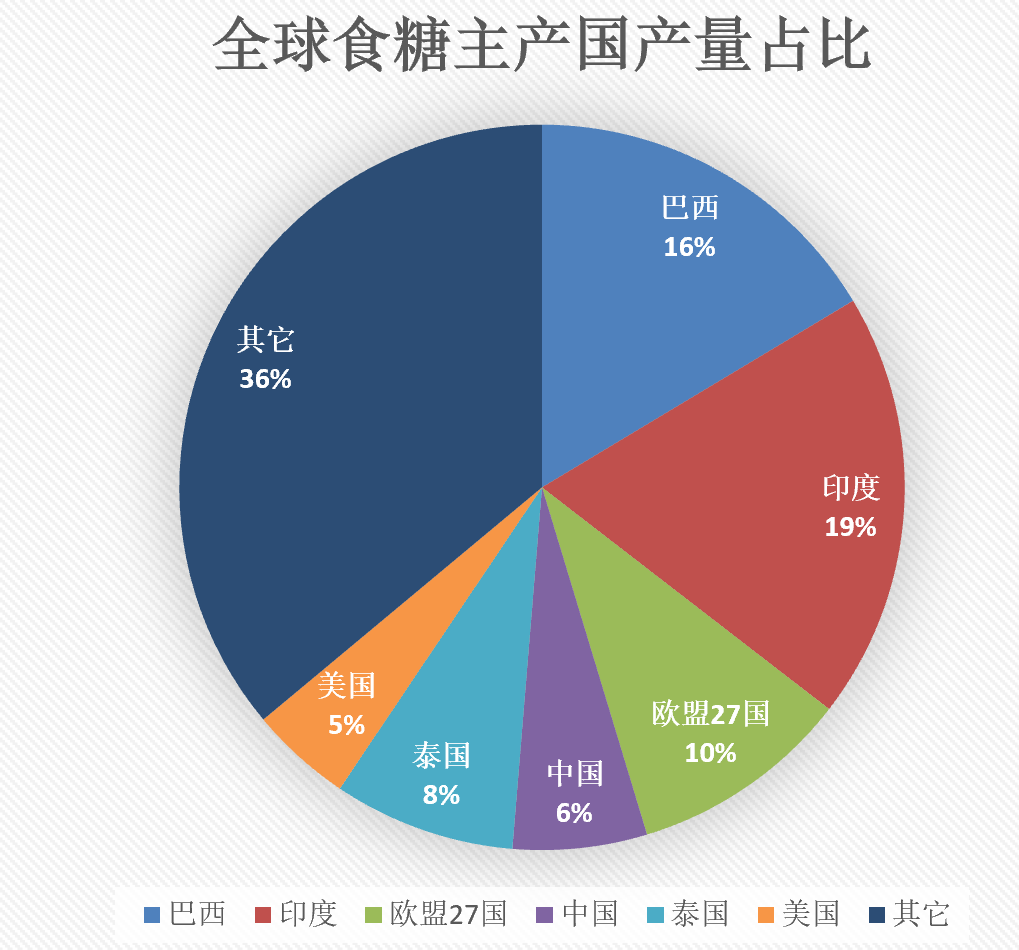 全球食糖主产国产量占比
巴西
16%
其它
36%
印度
19%
美国
5%
欧盟27国
10%
泰国
8%
中国
6%
巴西 印度 欧盟27国 中国 泰国 美国 其它